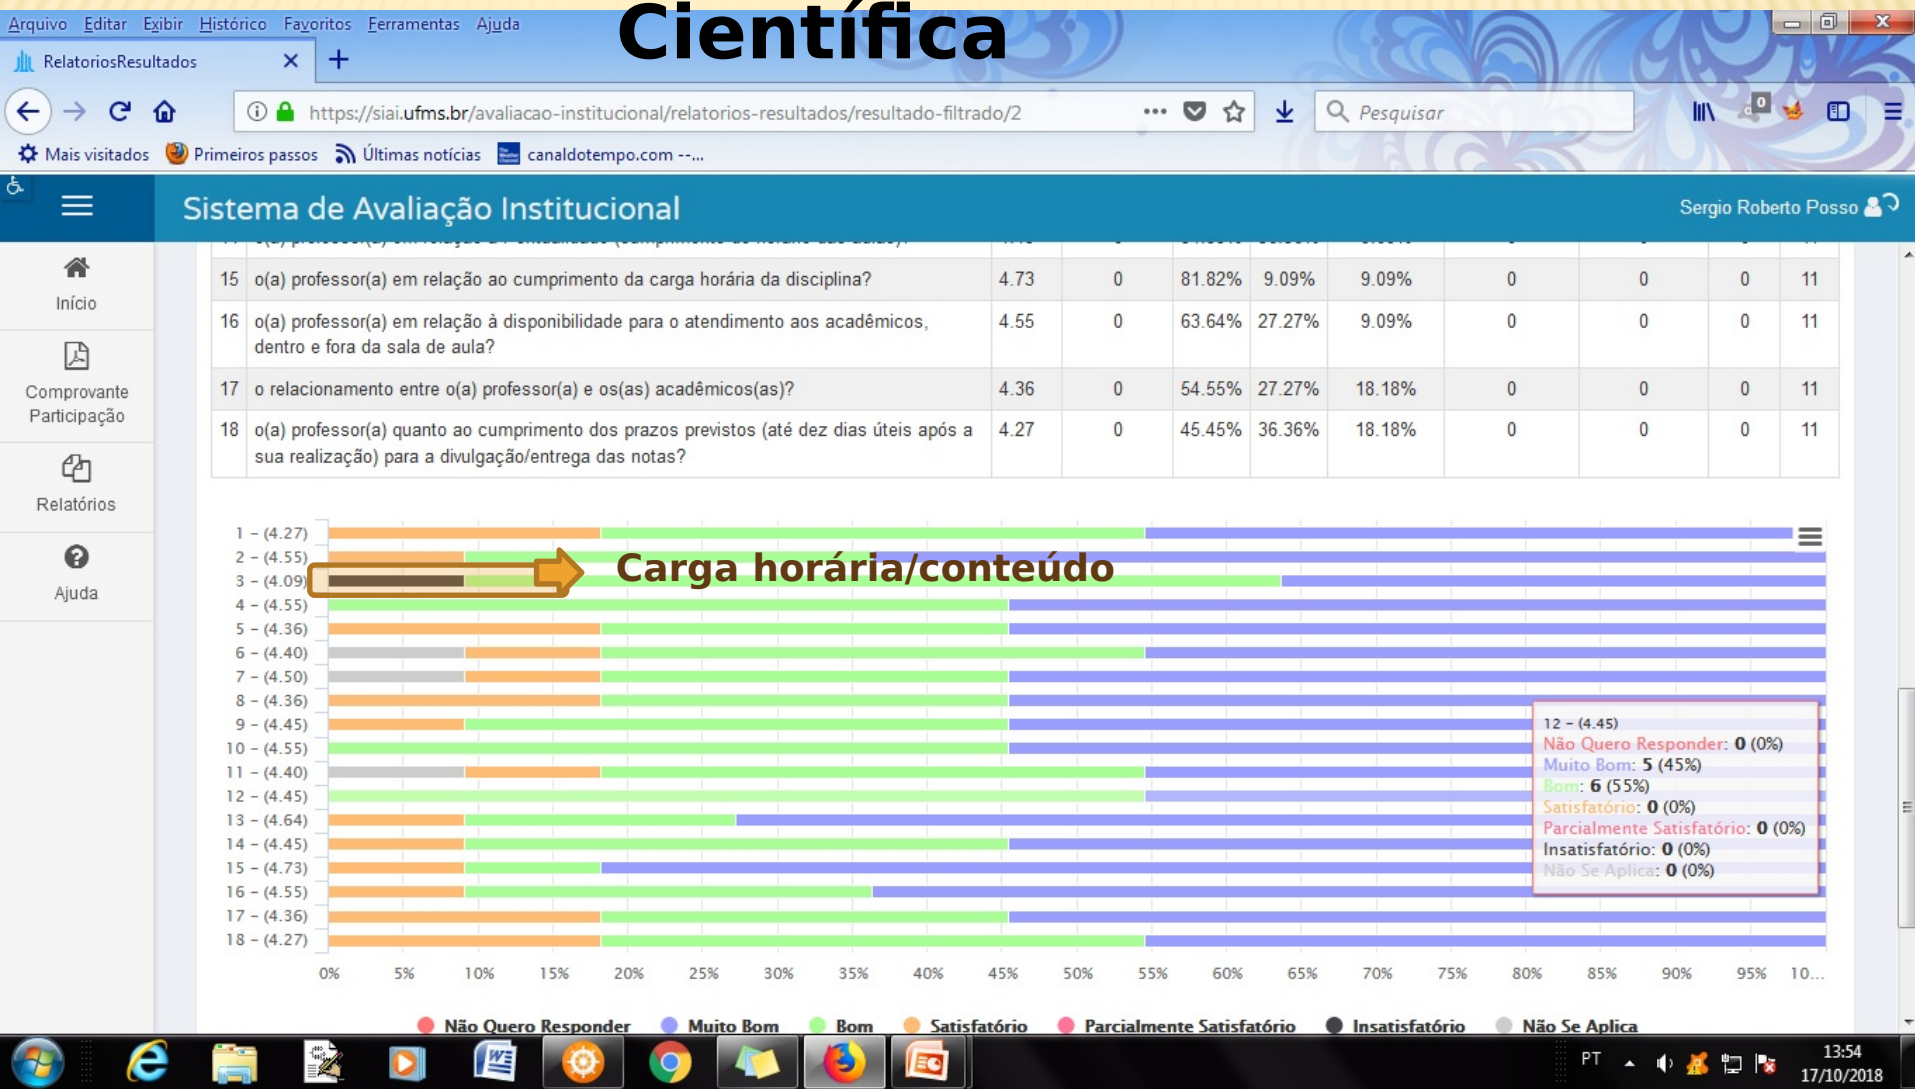 Científica
Arquivo Editar Exibir Histórico Favoritos Ferramentas Ajuda
RelatoriosResultados
https://siai.ufms.br/avaliacao-institucional/relatorios-resultados/resultado-filtrado/2
Pesquisar
0
Mais visitados Primeiros passos Últimas notícias canaldotempo.com --...
Sistema de Avaliação Institucional
Sergio Roberto Posso
Início
Comprovante
Participação
Relatórios
Ajuda
15 o(a) professor(a) em relação ao cumprimento da carga horária da disciplina? 4.73 0 81.82% 9.09% 9.09% 0 0 0 11
16 o(a) professor(a) em relação à disponibilidade para o atendimento aos acadêmicos, 4.55 0 63.64% 27.27% 9.09% 0 0 0 11
dentro e fora da sala de aula?
17 o relacionamento entre o(a) professor(a) e os(as) acadêmicos(as)? 4.36 0 54.55% 27.27% 18.18% 0 0 0 11
18 o(a) professor(a) quanto ao cumprimento dos prazos previstos (até dez dias úteis após a 4.27 0 45.45% 36.36% 18.18% 0 0 0 11
sua realização) para a divulgação/entrega das notas?
1 - (4.27)
2 - (4.55)
3 - (4.09)
Carga horária/conteúdo
4 - (4.55)
5 - (4.36)
6 - (4.40)
7 - (4.50)
8 - (4.36)
9 - (4.45)
10 - (4.55)
11 - (4.40)
12 - (4.45)
13 - (4.64)
14 - (4.45)
15 - (4.73)
16 - (4.55)
17 - (4.36)
18 - (4.27)
12 - (4.45)
Não Quero Responder: 0 (0%)
Muito Bom: 5 (45%)
Bom: 6 (55%)
Satisfatório: 0 (0%)
Parcialmente Satisfatório: 0 (0%)
Insatisfatório: 0 (0%)
Não Se Aplica: 0 (0%)
0% 5% 10% 15% 20% 25% 30% 35% 40% 45% 50% 55% 60% 65% 70% 75% 80% 85% 90% 95% 10...
Não Quero Responder Muito Bom Bom Satisfatório Parcialmente Satisfatório Insatisfatório Não Se Aplica
PT
13:54
17/10/2018